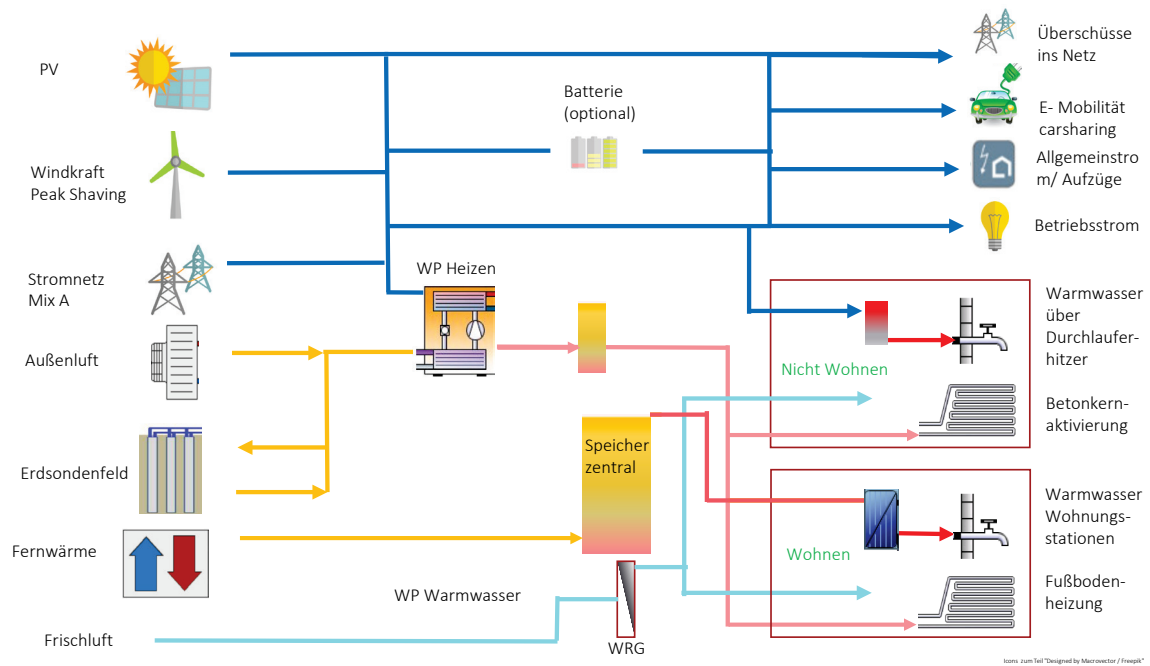 PV
Windkraft
Peak Shaving
Stromnetz
Mix A
Außenluft
Erdsondenfeld
Fernwärme
Frischluft
Batterie
(optional)
WP Heizen
Speicher
zentral
WP Warmwasser
WRG
Überschüsse
ins Netz
E- Mobilität
carsharing
Allgemeinstro
m/ Aufzüge
Betriebsstrom
Nicht Wohnen
Warmwasser
über
Durchlaufer-
hitzer
Betonkern-
aktivierung
Wohnen
Warmwasser
Wohnungs-
stationen
Fußboden-
heizung
Icons zum Teil "Designed by Macrovector / Freepik"